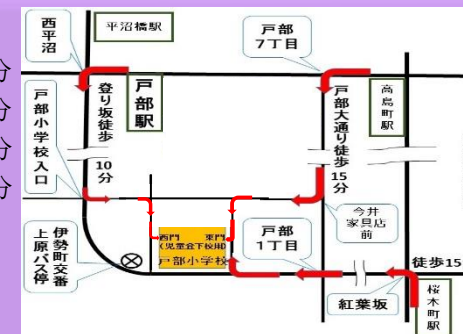 平沼橋駅
西平沼
戸部
7丁目
分
分
分
分
戸部小学校入口
登り坂徒歩
10分
戸部駅
戸部大通り徒歩
15分
高島町駅
今井
家具店
前
西門 東門
(児童会下校用)
戸部小学校
伊勢町交番
上原バス停
戸部
1丁目
徒歩15
紅葉坂
桜木町駅